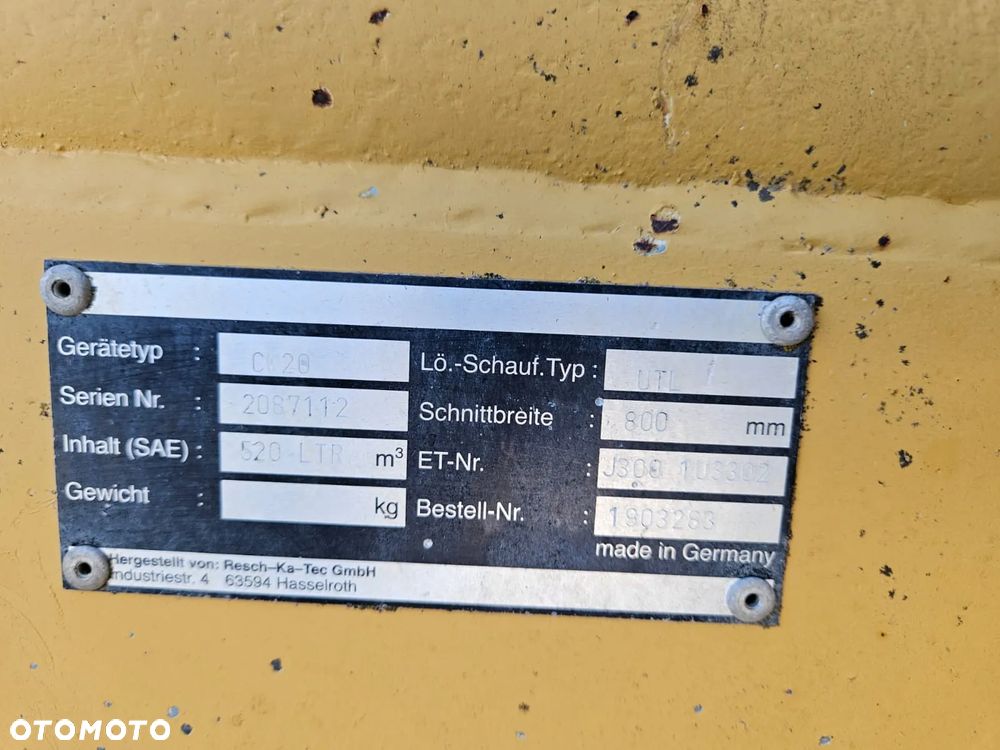 Gerätetyp : CW20
Serien Nr. : 2087112
Inhalt (SAE) : 520 LTR m³
Gewicht : kg
Lö.-Schauf.Typ : UTL
Schnittbreite : 800 mm
ET-Nr. : J300 1U3302
Bestell-Nr. : 1903283
made in Germany
Hergestellt von: Resch-Ka-Tec GmbH
Industriestr. 4 63594 Hasselroth
OTOMOTO